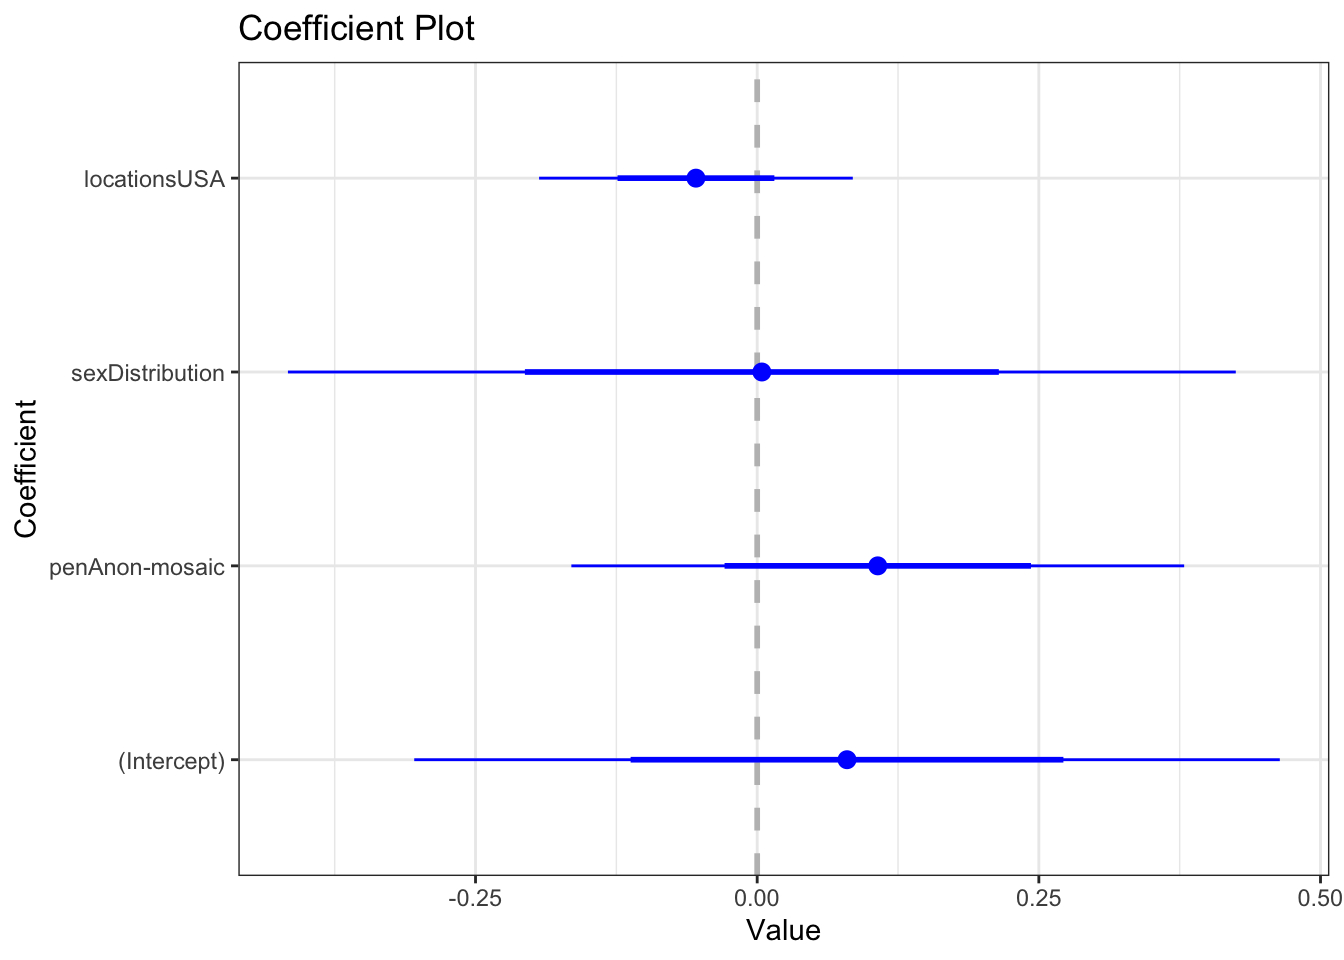 Coefficient Plot
locationsUSA
sexDistribution
penAnon-mosaic
(Intercept)
Coefficient
-0.25 0.00 0.25 0.50
Value